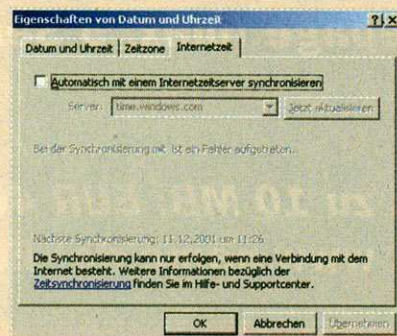 Eigenschaften von Datum und Uhrzeit
Datum und Uhrzeit Zeitzone Internetzeit
Automatisch mit einem Internetzeitserver synchronisieren
Server: time.windows.com Jetzt aktualisieren
Bei der Synchronisierung mit ist ein Fehler aufgetreten.
zu 10 M
Nächste Synchronisierung: 11.12.2001 um 11:26
Die Synchronisierung kann nur erfolgen, wenn eine Verbindung mit dem
Internet besteht. Weitere Informationen bezüglich der
Zeitsynchronisierung finden Sie im Hilfe- und Supportcenter.
OK Abbrechen Übernehmen